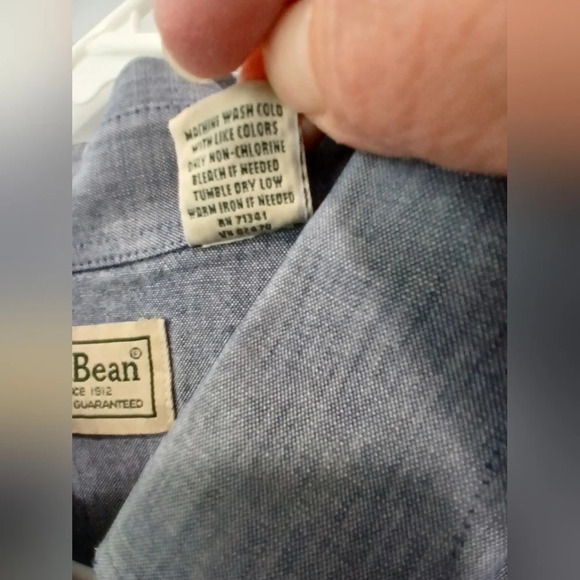 MACHINE WASH COLD
WITH LIKE COLORS
ONLY NON-CHLORINE
BLEACH IF NEEDED
TUMBLE DRY LOW
WARM IRON IF NEEDED
RN 71341
Bean®
1912
GUARANTEED